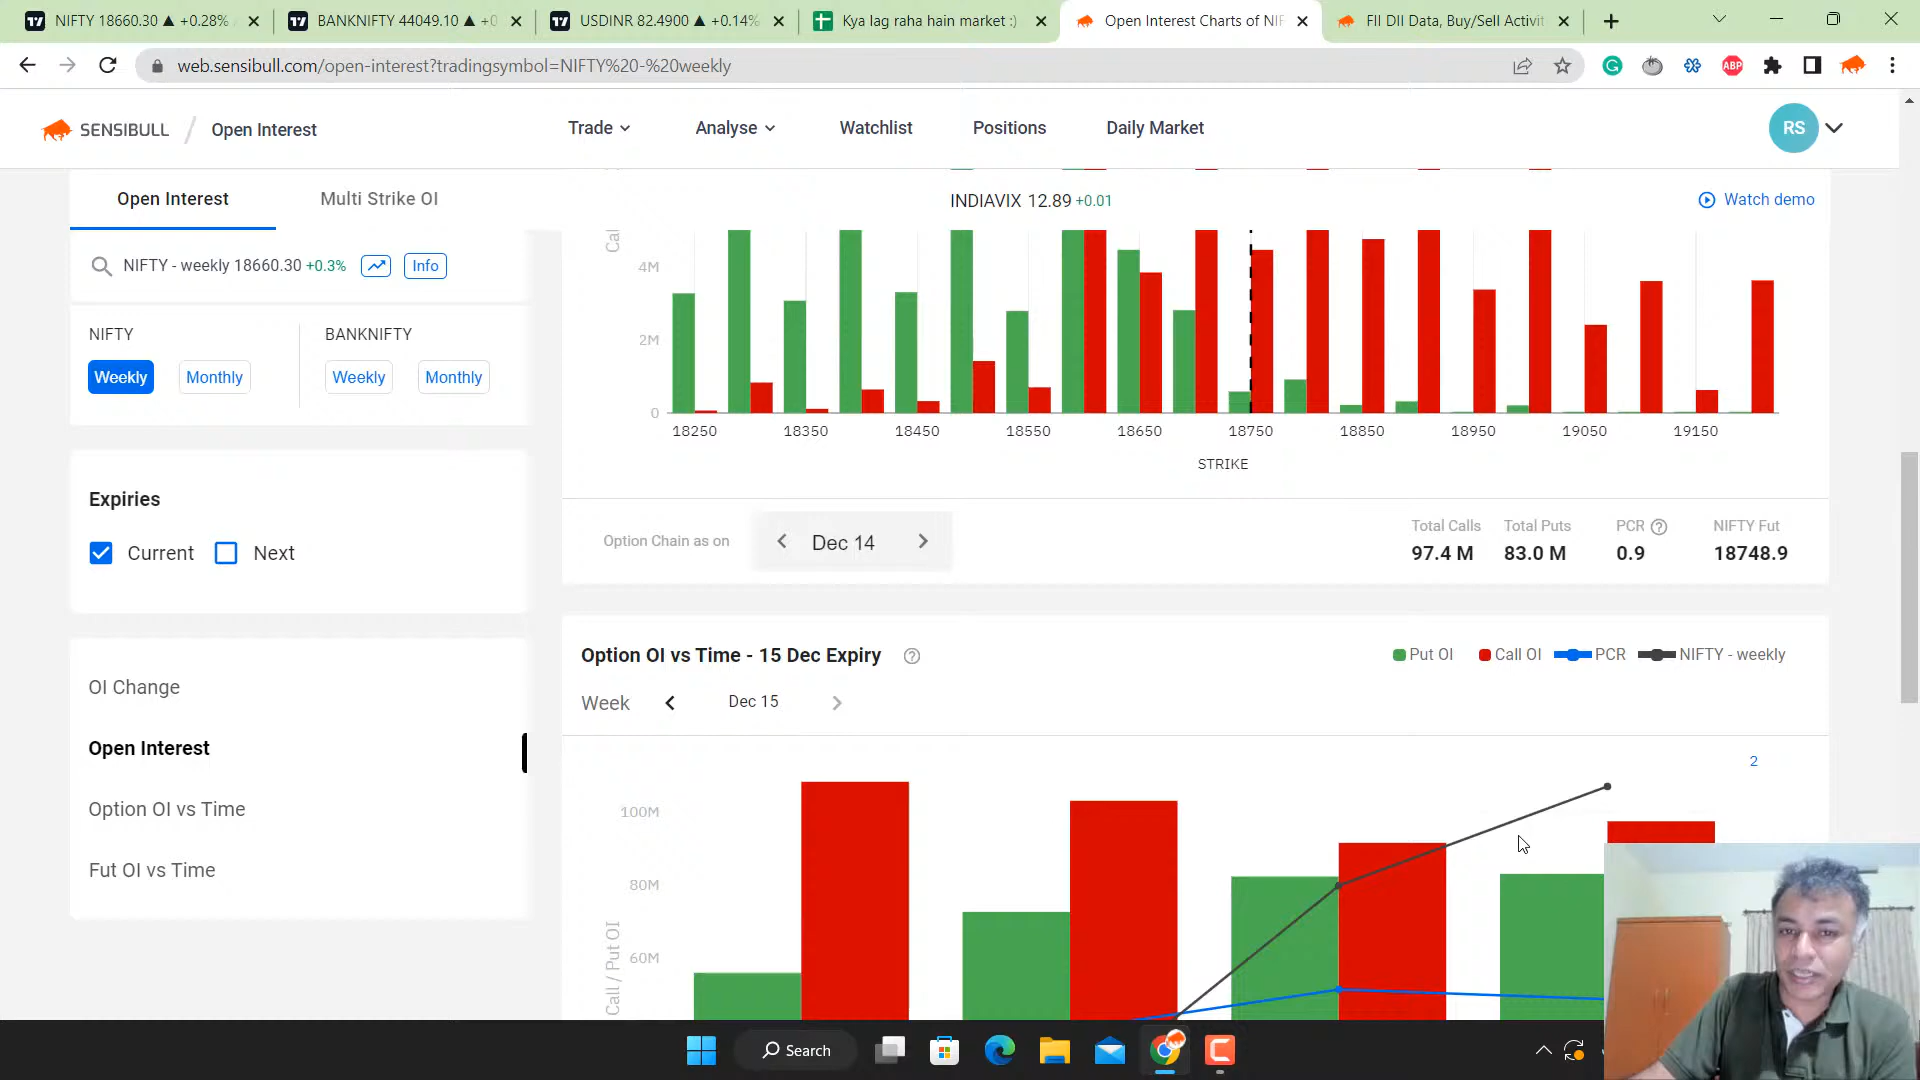 NIFTY 18660.30 ▲ +0.28%
BANKNIFTY 44049.10 ▲ +0
USDINR 82.4900 ▲ +0.14%
Kya lag raha hain market :)
Open Interest Charts of NIF
FII DII Data, Buy/Sell Activit
web.sensibull.com/open-interest?tradingsymbol=NIFTY%20-%20weekly
ABP
SENSIBULL / Open Interest
Trade
Analyse
Watchlist
Positions
Daily Market
RS
Open Interest
Multi Strike OI
INDIAVIX 12.89 +0.01
Watch demo
NIFTY - weekly 18660.30 +0.3%
Info
NIFTY
BANKNIFTY
Weekly
Monthly
Weekly
Monthly
Cal
4M
2M
0
18250
18350
18450
18550
18650
18750
18850
18950
19050
19150
STRIKE
Expiries
Current
Next
Option Chain as on
Dec 14
Total Calls
97.4 M
Total Puts
83.0 M
PCR
0.9
NIFTY Fut
18748.9
OI Change
Open Interest
Option OI vs Time
Fut OI vs Time
Option OI vs Time - 15 Dec Expiry
Put OI
Call OI
PCR
NIFTY - weekly
Week
Dec 15
2
100M
80M
60M
Call / Put OI
Search